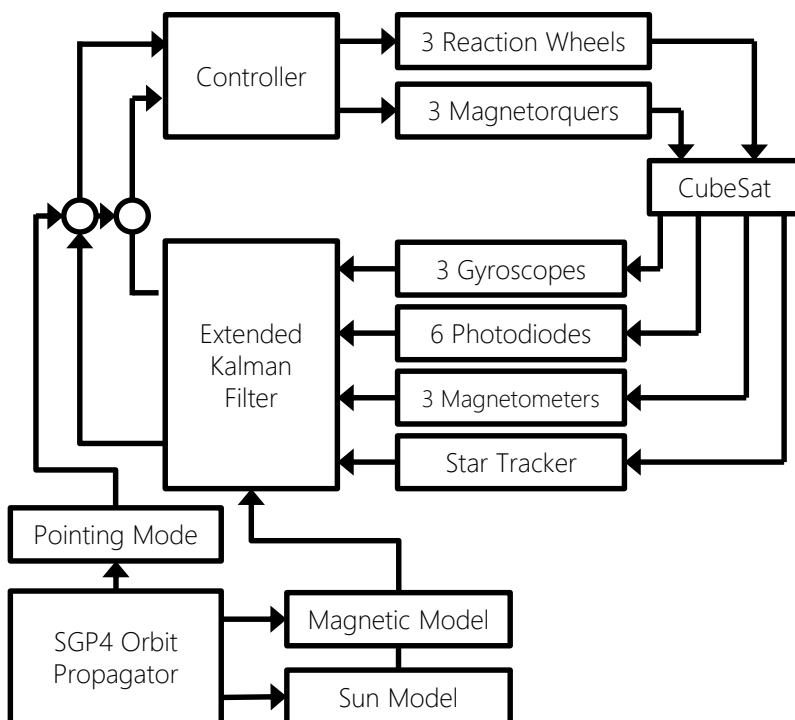 3 Reaction Wheels
Controller
3 Magnetorquers
CubeSat
3 Gyroscopes
6 Photodiodes
Extended
Kalman
Filter
3 Magnetometers
Star Tracker
Pointing Mode
SGP4 Orbit
Propagator
Magnetic Model
Sun Model